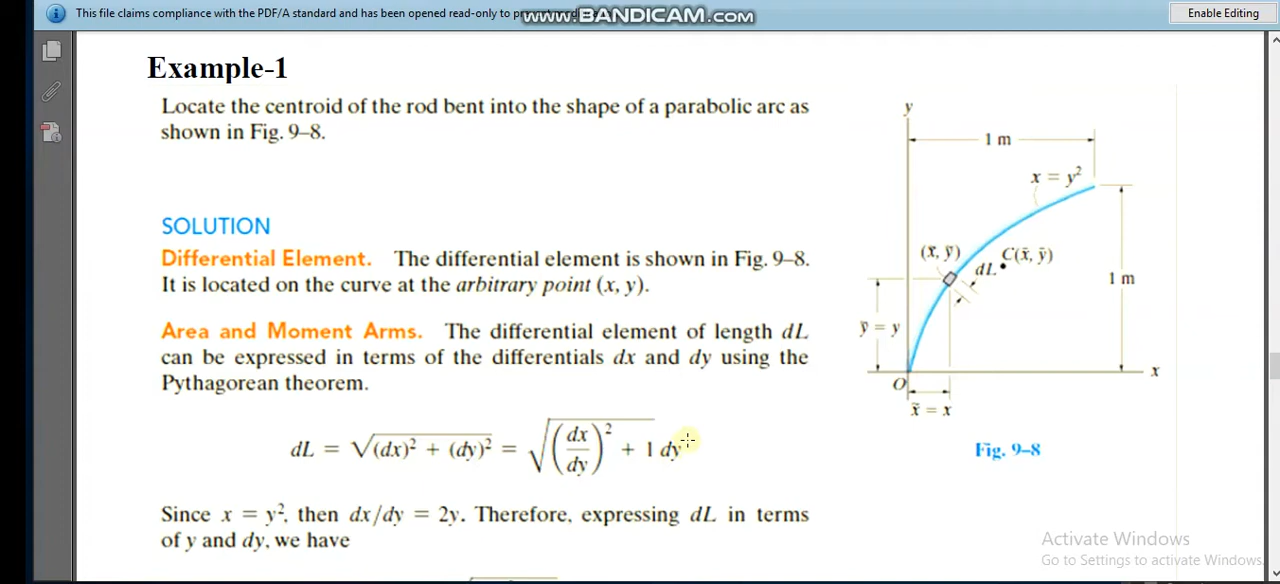 This file claims compliance with the PDF/A standard and has been opened read-only to
www.BANDICAM.com
Enable Editing
Example-1
Locate the centroid of the rod bent into the shape of a parabolic arc as
shown in Fig. 9–8.
SOLUTION
Differential Element. The differential element is shown in Fig. 9–8.
It is located on the curve at the arbitrary point (x, y).
Area and Moment Arms. The differential element of length dL
can be expressed in terms of the differentials dx and dy using the
Pythagorean theorem.
dL = √(dx)² + (dy)² = √(dx/dy)² + 1 dy
Since x = y², then dx/dy = 2y. Therefore, expressing dL in terms
of y and dy, we have
y
1 m
x = y²
(x̃, ỹ)
C(x̄, ȳ)
dL
1 m
ỹ = y
O
x
x̃ = x
Fig. 9–8
Activate Windows
Go to Settings to activate Windows.